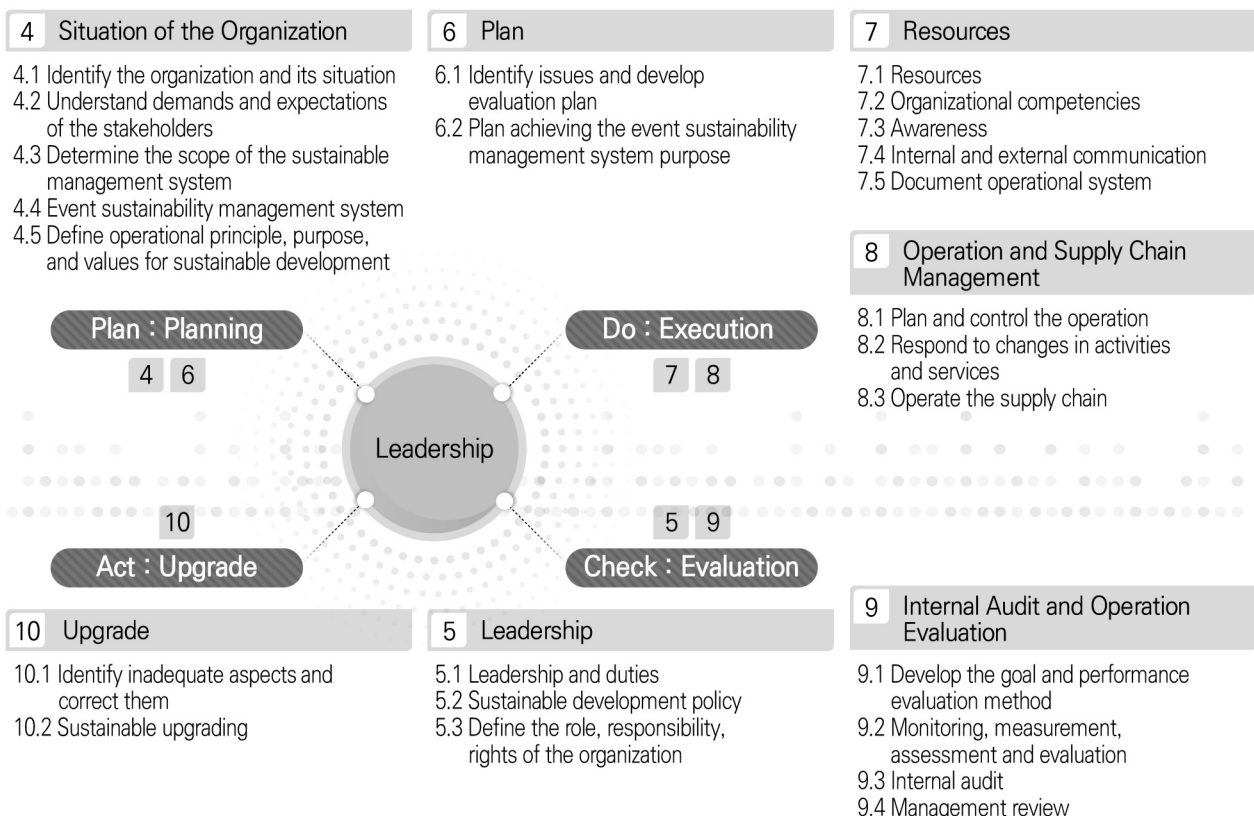 4 Situation of the Organization
4.1 Identify the organization and its situation
4.2 Understand demands and expectations
of the stakeholders
4.3 Determine the scope of the sustainable
management system
4.4 Event sustainability management system
4.5 Define operational principle, purpose,
and values for sustainable development
6 Plan
6.1 Identify issues and develop
evaluation plan
6.2 Plan achieving the event sustainability
management system purpose
7 Resources
7.1 Resources
7.2 Organizational competencies
7.3 Awareness
7.4 Internal and external communication
7.5 Document operational system
8 Operation and Supply Chain
Management
8.1 Plan and control the operation
8.2 Respond to changes in activities
and services
8.3 Operate the supply chain
Plan : Planning
4 6
Do : Execution
7 8
Leadership
10
Act : Upgrade
5 9
Check : Evaluation
10 Upgrade
10.1 Identify inadequate aspects and
correct them
10.2 Sustainable upgrading
5 Leadership
5.1 Leadership and duties
5.2 Sustainable development policy
5.3 Define the role, responsibility,
rights of the organization
9 Internal Audit and Operation
Evaluation
9.1 Develop the goal and performance
evaluation method
9.2 Monitoring, measurement,
assessment and evaluation
9.3 Internal audit
9.4 Management review